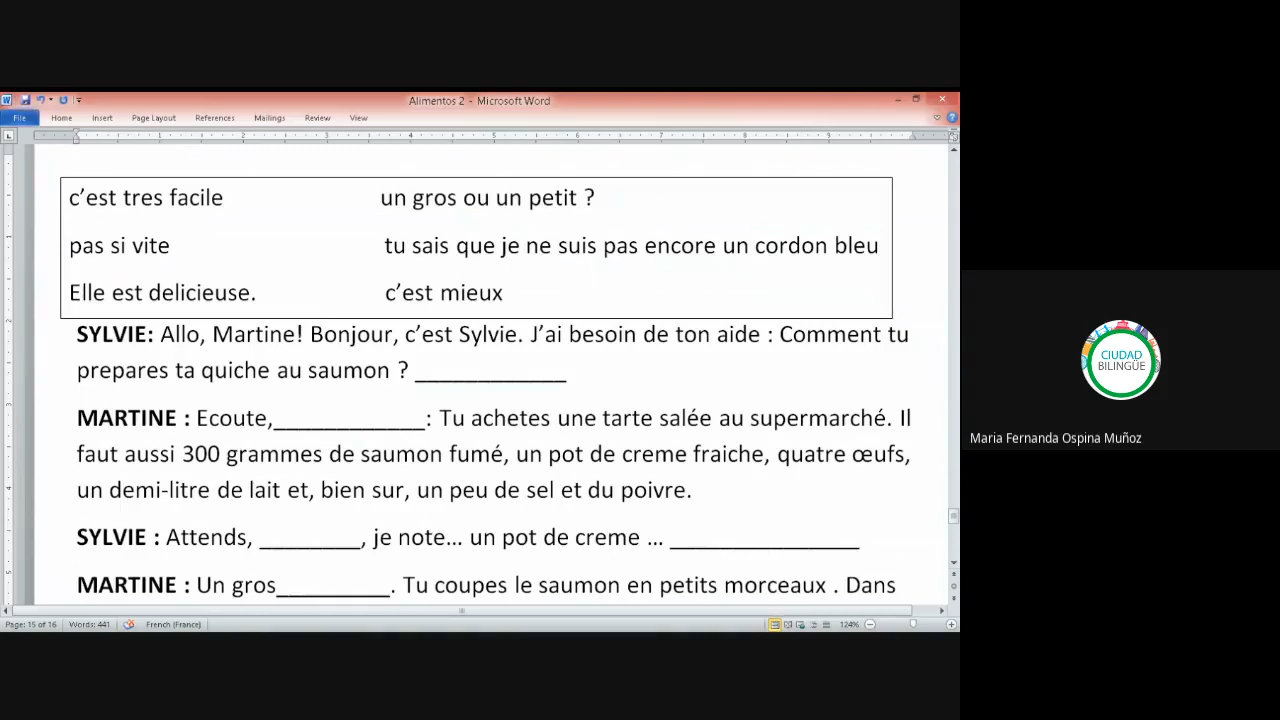 Alimentos 2 - Microsoft Word
File Home Insert Page Layout References Mailings Review View
c’est tres facile un gros ou un petit ?
pas si vite tu sais que je ne suis pas encore un cordon bleu
Elle est delicieuse. c’est mieux
SYLVIE: Allo, Martine! Bonjour, c’est Sylvie. J’ai besoin de ton aide : Comment tu
prepares ta quiche au saumon ? ____________
MARTINE : Ecoute,____________: Tu achetes une tarte salée au supermarché. Il
faut aussi 300 grammes de saumon fumé, un pot de creme fraiche, quatre œufs,
un demi-litre de lait et, bien sur, un peu de sel et du poivre.
SYLVIE : Attends, ________, je note... un pot de creme ... _______________
MARTINE : Un gros_________. Tu coupes le saumon en petits morceaux . Dans
Page: 15 of 16 Words: 441 French (France) 124%
CIUDAD
BILINGÜE
Maria Fernanda Ospina Muñoz